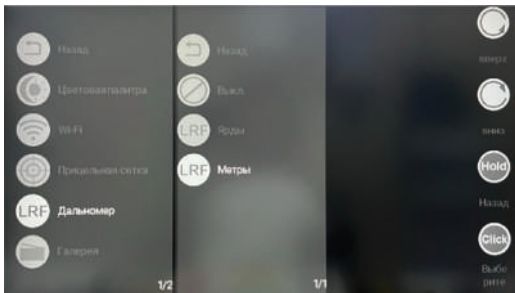 Назад
Цветовая палитра
Wi-Fi
Прицельная сетка
LRF Дальномер
Галерея
1/2
Назад
Выкл.
LRF Ярды
LRF Метры
1/1
вверх
вниз
Hold
Назад
Click
Выбе
рите